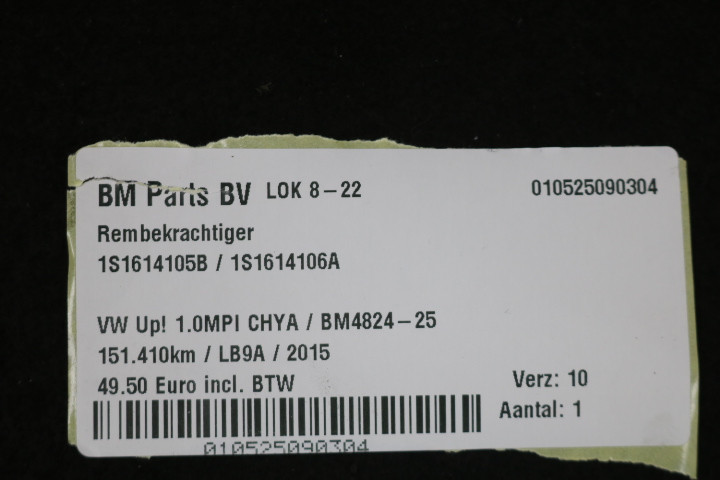 BM Parts BV LOK 8-22 010525090304
Rembekrachtiger
1S1614105B / 1S1614106A
VW Up! 1.0MPI CHYA / BM4824-25
151.410km / LB9A / 2015
49.50 Euro incl. BTW Verz: 10
Aantal: 1
010525090304